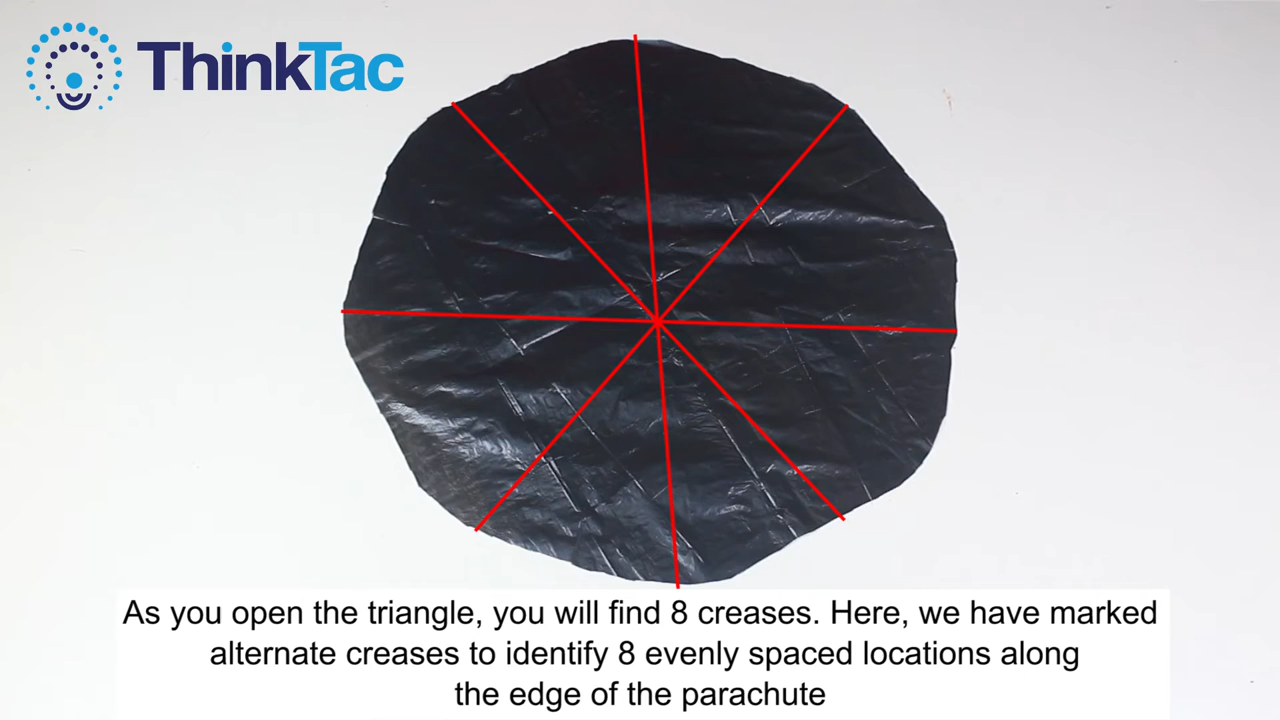 ThinkTac
As you open the triangle, you will find 8 creases. Here, we have marked
alternate creases to identify 8 evenly spaced locations along
the edge of the parachute